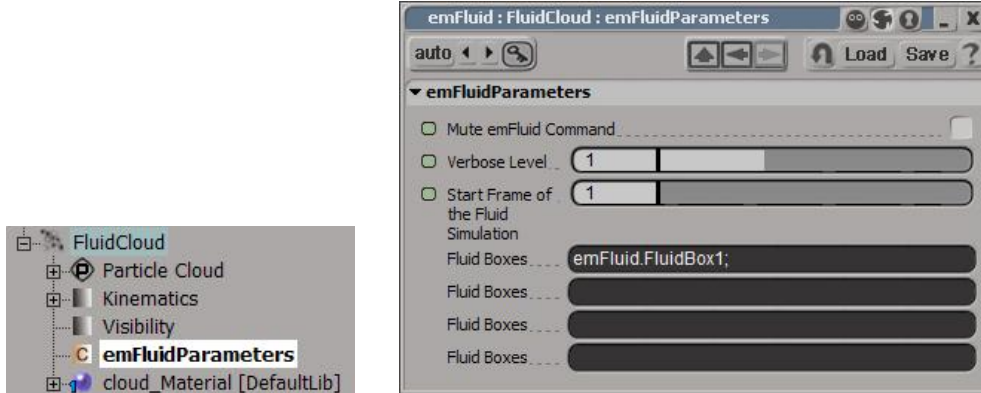 FluidCloud
Particle Cloud
Kinematics
Visibility
C emFluidParameters
cloud_Material [DefaultLib]
emFluid : FluidCloud : emFluidParameters
auto Load Save ?
emFluidParameters
Mute emFluid Command
Verbose Level 1
Start Frame of 1
the Fluid
Simulation
Fluid Boxes emFluid.FluidBox1;
Fluid Boxes
Fluid Boxes
Fluid Boxes